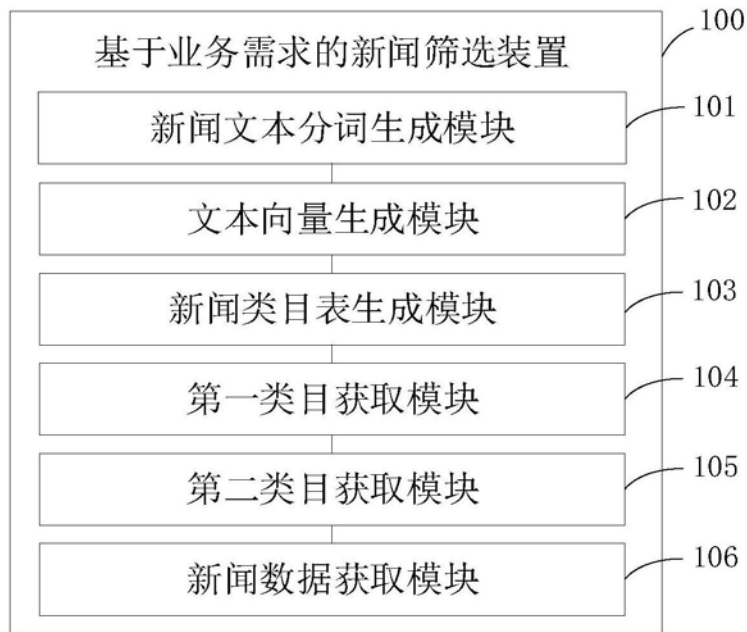 100
基于业务需求的新闻筛选装置
新闻文本分词生成模块 101
文本向量生成模块 102
新闻类目表生成模块 103
第一类目获取模块 104
第二类目获取模块 105
新闻数据获取模块 106